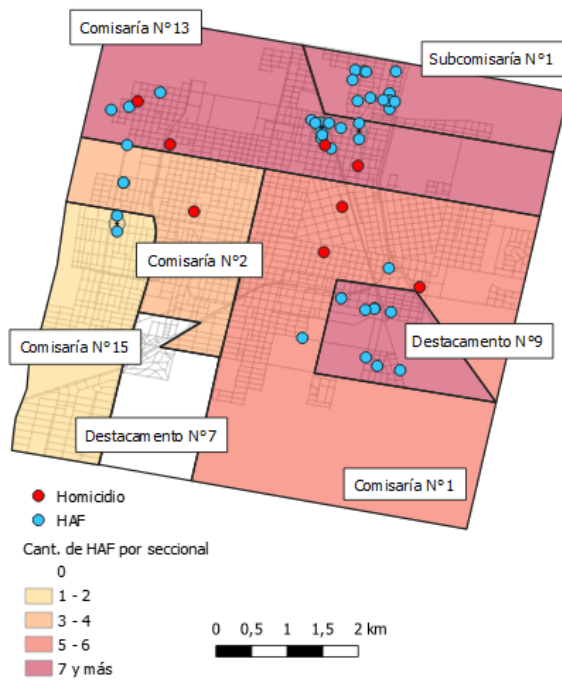 Comisaría N°13
Subcomisaría N°1
Comisaría N°2
Comisaría N°15
Destacamento N°9
Destacamento N°7
Comisaría N°1
Homicidio
HAF
Cant. de HAF por seccional
0
1 - 2
3 - 4
5 - 6
7 y más
0 0,5 1 1,5 2 km